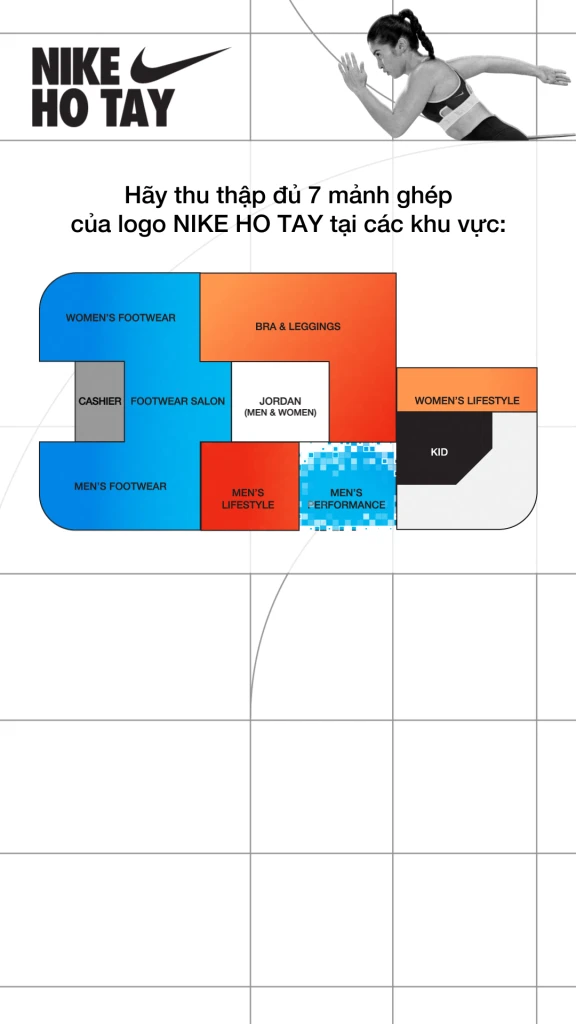 NIKE
HO TAY
Hãy thu thập đủ 7 mảnh ghép
của logo NIKE HO TAY tại các khu vực:
WOMEN'S FOOTWEAR
BRA & LEGGINGS
CASHIER
FOOTWEAR SALON
JORDAN
(MEN & WOMEN)
WOMEN'S LIFESTYLE
KID
MEN'S FOOTWEAR
MEN'S
LIFESTYLE
MEN'S
PERFORMANCE